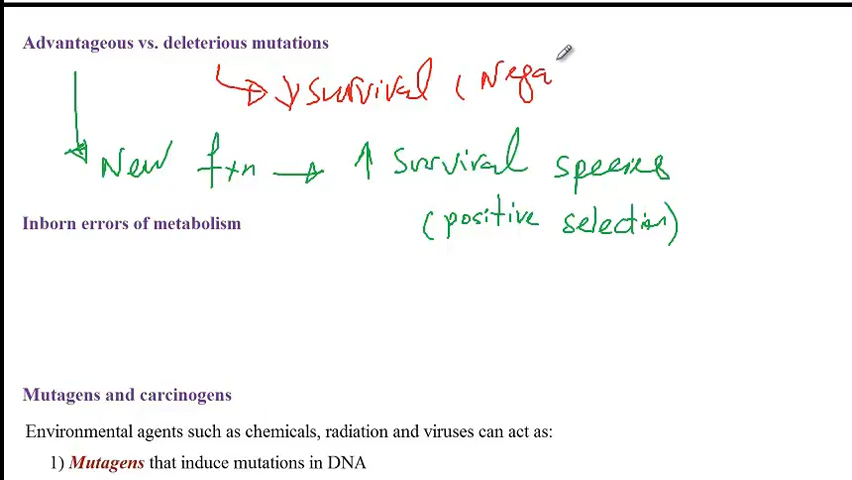 Advantageous vs. deleterious mutations
↓ survival ( Nega
New fxn → ↑ survival species
Inborn errors of metabolism
(positive selection)
Mutagens and carcinogens
Environmental agents such as chemicals, radiation and viruses can act as:
1) Mutagens that induce mutations in DNA